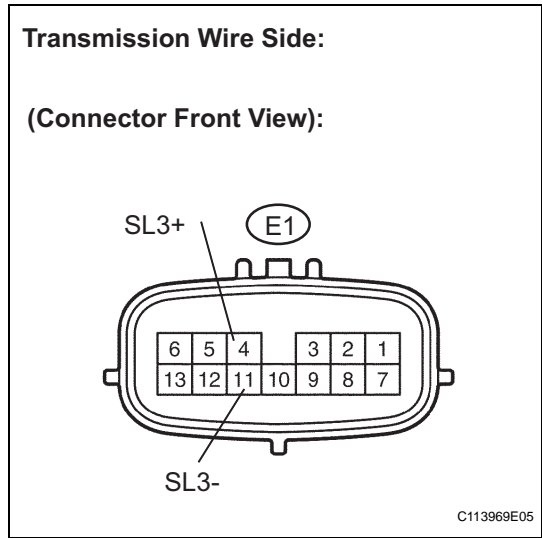 Transmission Wire Side:
(Connector Front View):
SL3+ E1
6 5 4 3 2 1
13 12 11 10 9 8 7
SL3-
C113969E05